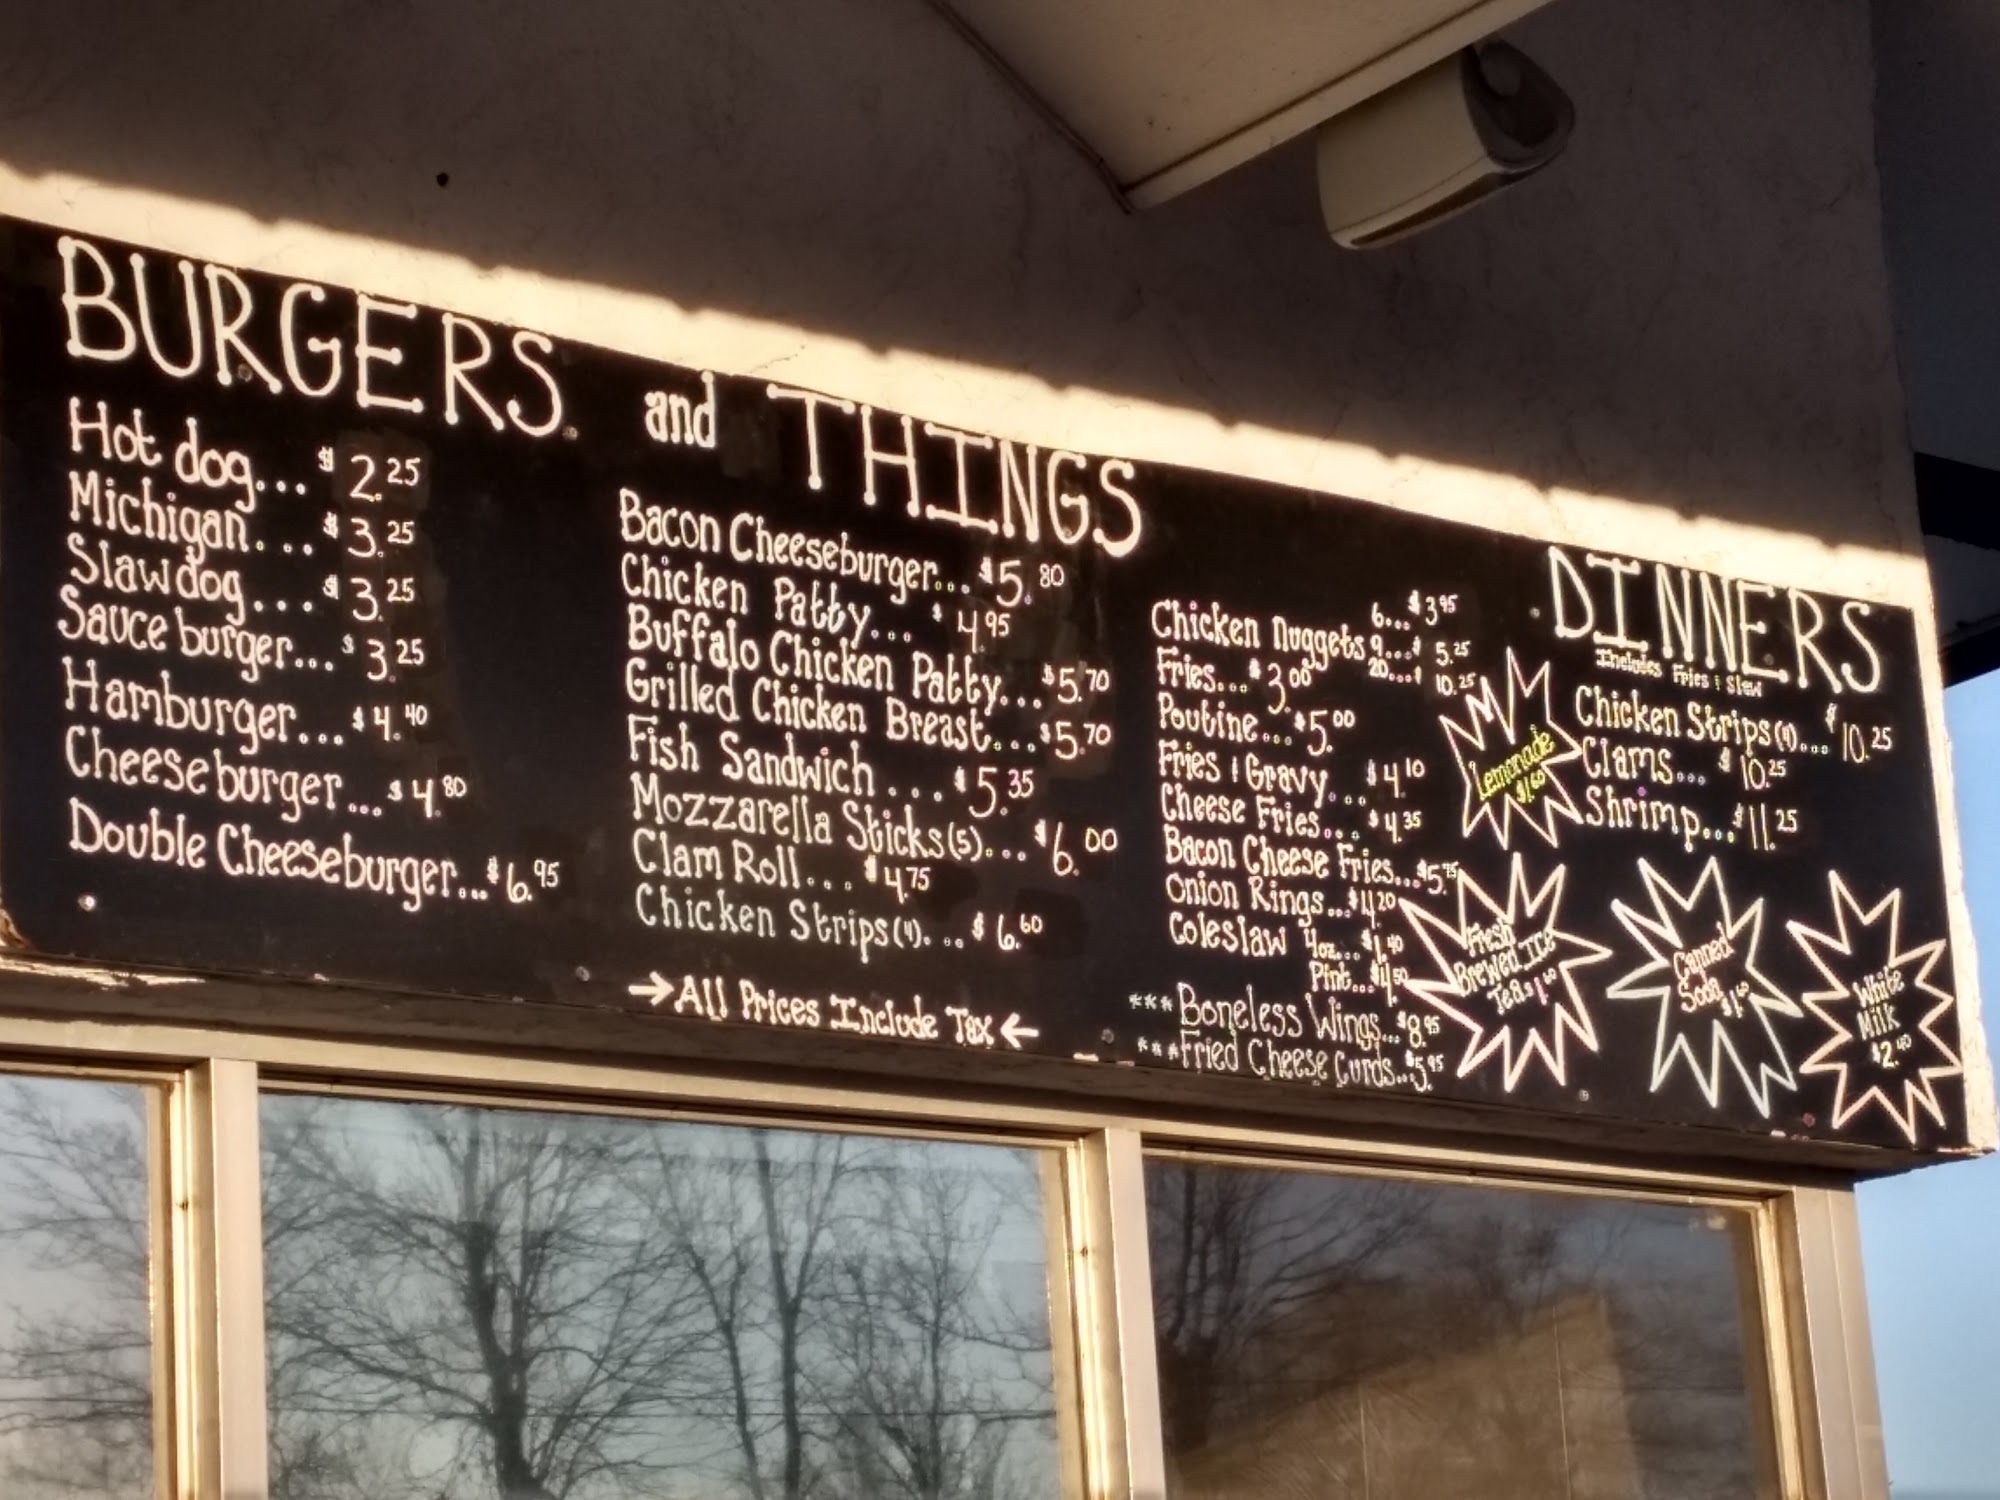 BURGERS and THINGS
Hot dog... $2.25
Michigan... $3.25
Slawdog... $3.25
Sauce burger... $3.25
Hamburger... $4.40
Cheeseburger... $4.80
Double Cheeseburger... $6.95
Bacon Cheeseburger... $5.80
Chicken Patty... $4.95
Buffalo Chicken Patty... $5.70
Grilled Chicken Breast... $5.70
Fish Sandwich.... $5.35
Mozzarella Sticks(5)... $6.00
Clam Roll... $4.75
Chicken Strips(4)... $6.60
→All Prices Include Tax←
6...$3.95
Chicken Nuggets 9...$5.25
20...$10.25
Fries...$3.00
Poutine...$5.00
Fries & Gravy...$4.10
Cheese Fries...$4.35
Bacon Cheese Fries...$5.75
Onion Rings...$4.20
Coleslaw 4oz...$1.40
Pint...$4.50
***Boneless Wings...$8.95
***Fried Cheese Curds...$5.95
DINNERS
Includes Fries & Slaw
Chicken Strips(4)...$10.25
Clams...$10.25
Shrimp...$11.25
Lemonade
$1.60
Fresh
Brewed ICE
Tea $1.60
Canned
Soda
$1.60
White
Milk
$2.40